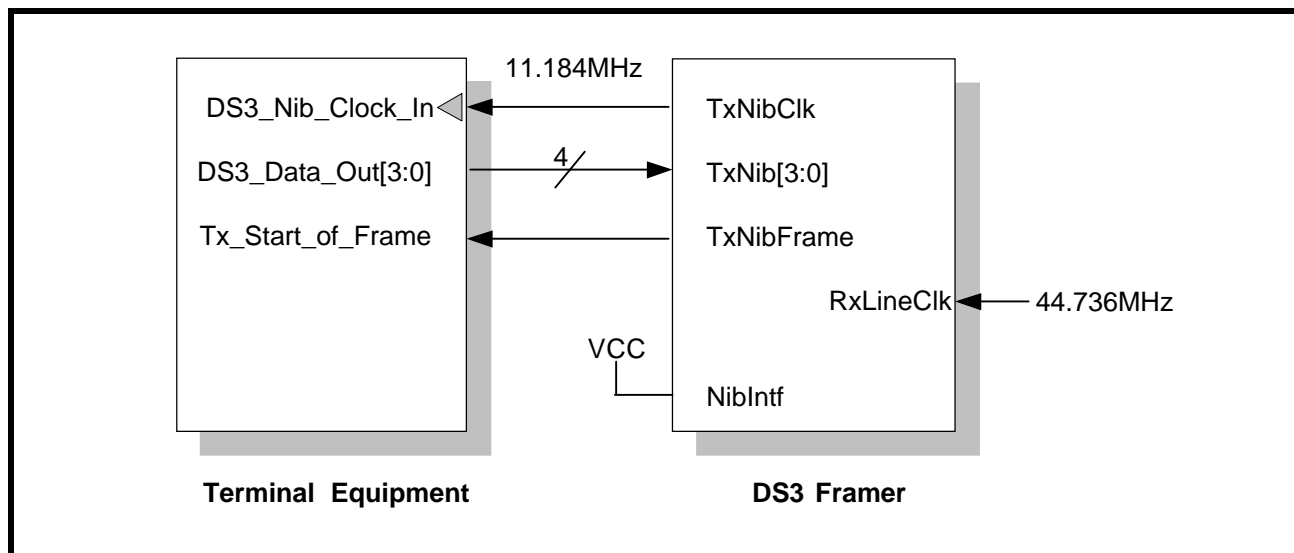 11.184MHz
DS3_Nib_Clock_In
TxNibClk
DS3_Data_Out[3:0]
4
TxNib[3:0]
Tx_Start_of_Frame
TxNibFrame
RxLineClk
44.736MHz
VCC
NibIntf
Terminal Equipment
DS3 Framer